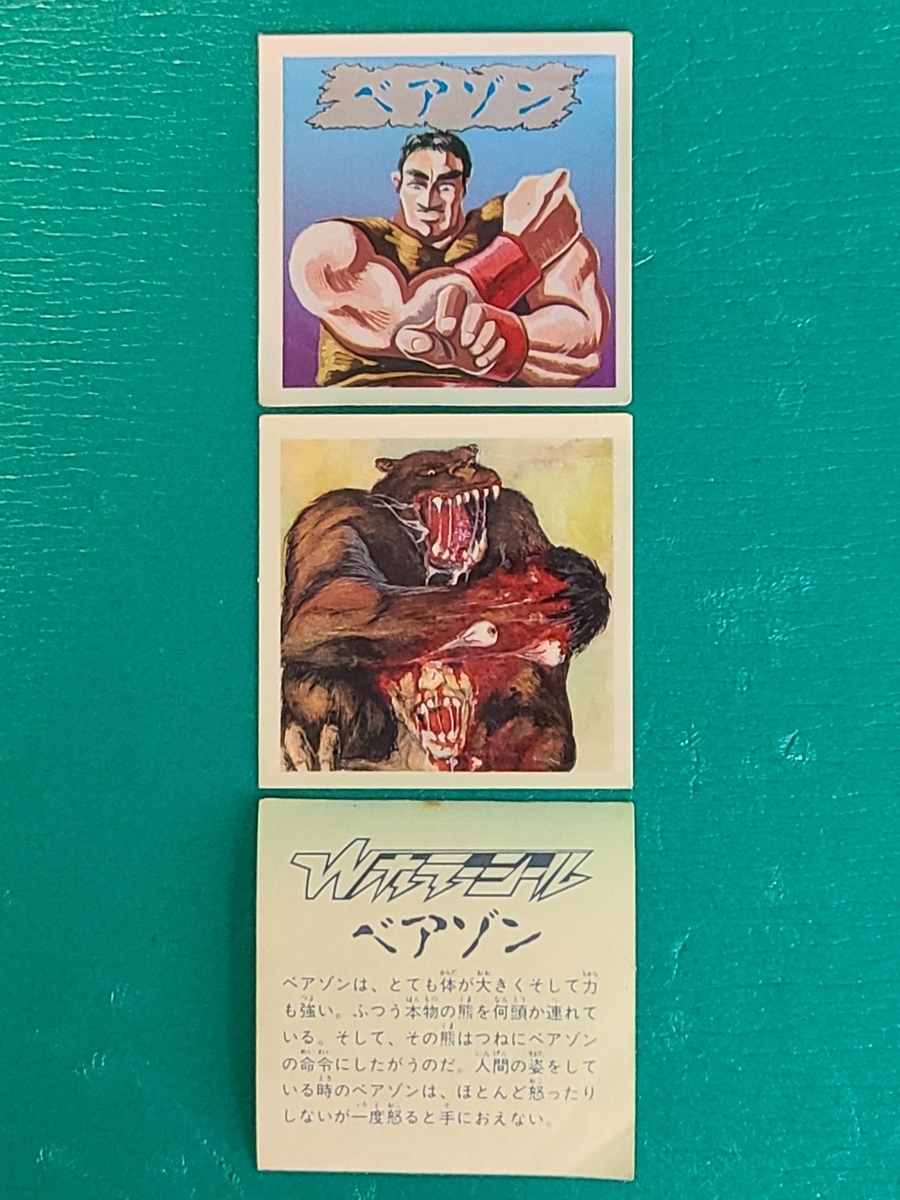 ベアゾン
Wホラーシール
ベアゾン
ベアゾンは、とても体が大きくそして力
も強い。ふつう本物の熊を何頭か連れて
いる。そして、その熊はつねにベアゾン
の命令にしたがうのだ。人間の姿をして
いる時のベアゾンは、ほとんど怒ったり
しないが一度怒ると手におえない。